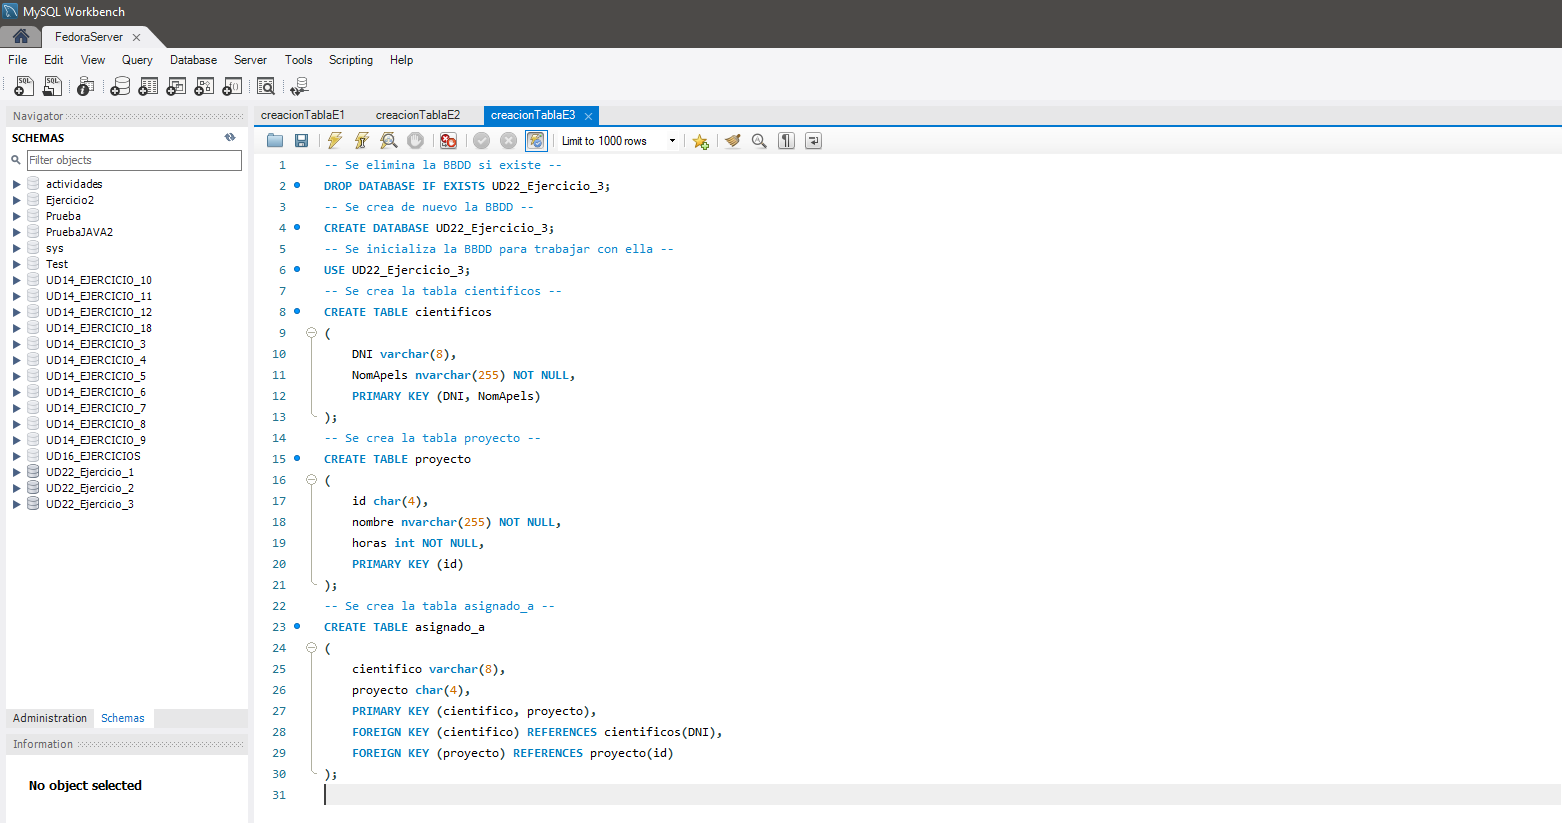 MySQL Workbench
FedoraServer
File Edit View Query Database Server Tools Scripting Help
Navigator
SCHEMAS
Filter objects
actividades
Ejercicio2
Prueba
PruebaJAVA2
sys
Test
UD14_EJERCICIO_10
UD14_EJERCICIO_11
UD14_EJERCICIO_12
UD14_EJERCICIO_18
UD14_EJERCICIO_3
UD14_EJERCICIO_4
UD14_EJERCICIO_5
UD14_EJERCICIO_6
UD14_EJERCICIO_7
UD14_EJERCICIO_8
UD14_EJERCICIO_9
UD16_EJERCICIOS
UD22_Ejercicio_1
UD22_Ejercicio_2
UD22_Ejercicio_3
Administration Schemas
Information
No object selected
creacionTablaE1 creacionTablaE2 creacionTablaE3
Limit to 1000 rows
1 -- Se elimina la BBDD si existe --
2 DROP DATABASE IF EXISTS UD22_Ejercicio_3;
3 -- Se crea de nuevo la BBDD --
4 CREATE DATABASE UD22_Ejercicio_3;
5 -- Se inicializa la BBDD para trabajar con ella --
6 USE UD22_Ejercicio_3;
7 -- Se crea la tabla cientificos --
8 CREATE TABLE cientificos
9 (
10 DNI varchar(8),
11 NomApels nvarchar(255) NOT NULL,
12 PRIMARY KEY (DNI, NomApels)
13 );
14 -- Se crea la tabla proyecto --
15 CREATE TABLE proyecto
16 (
17 id char(4),
18 nombre nvarchar(255) NOT NULL,
19 horas int NOT NULL,
20 PRIMARY KEY (id)
21 );
22 -- Se crea la tabla asignado_a --
23 CREATE TABLE asignado_a
24 (
25 cientifico varchar(8),
26 proyecto char(4),
27 PRIMARY KEY (cientifico, proyecto),
28 FOREIGN KEY (cientifico) REFERENCES cientificos(DNI),
29 FOREIGN KEY (proyecto) REFERENCES proyecto(id)
30 );
31